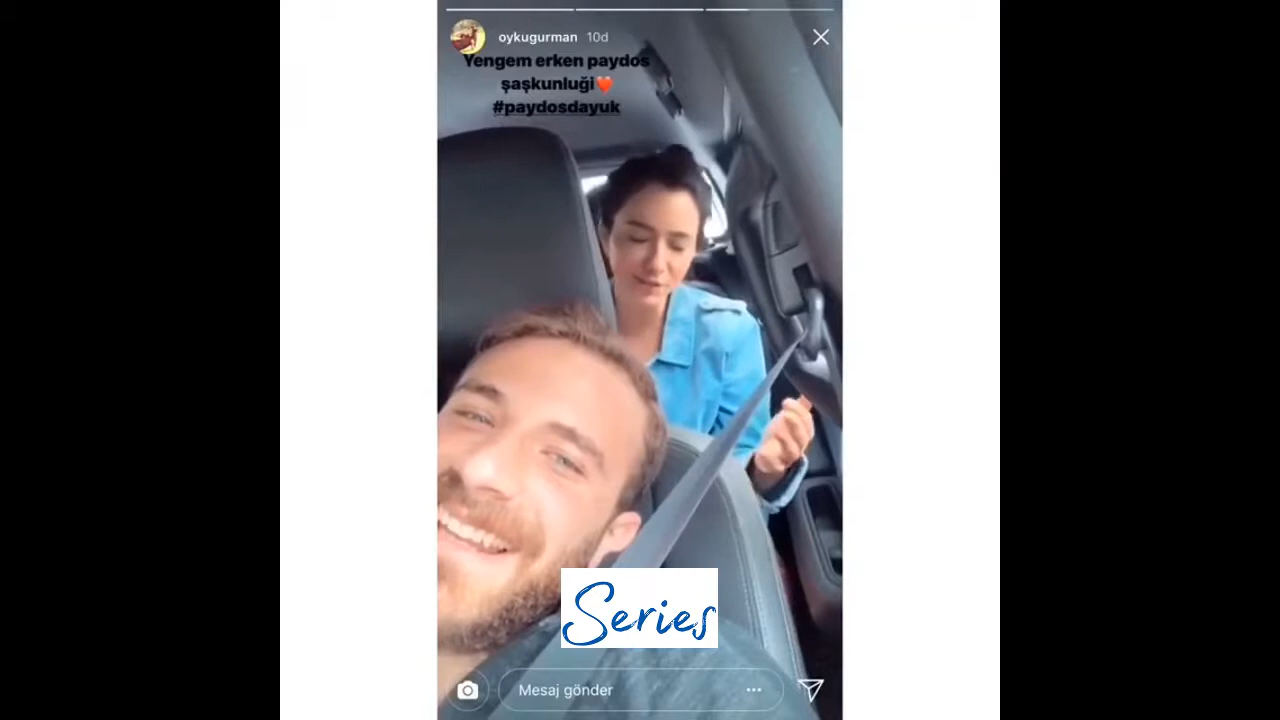 oykugurman 10d
Yengem erken paydos
şaşkunluği❤️
#paydosdayuk
Series
Mesaj gönder